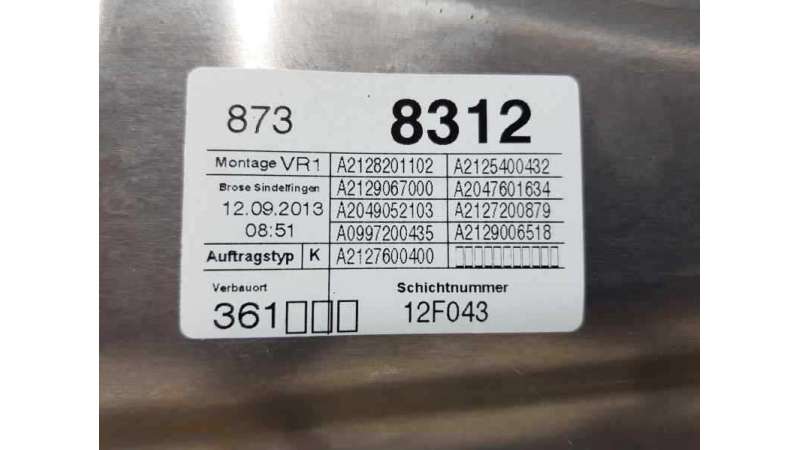 873 8312
Montage VR1 A2128201102 A2125400432
Brose Sindelfingen A2129067000 A2047601634
12.09.2013 A2049052103 A2127200879
08:51 A0997200435 A2129006518
Auftragstyp K A2127600400 □□□□□□□□□□□
Verbauort Schichtnummer
361□□□ 12F043